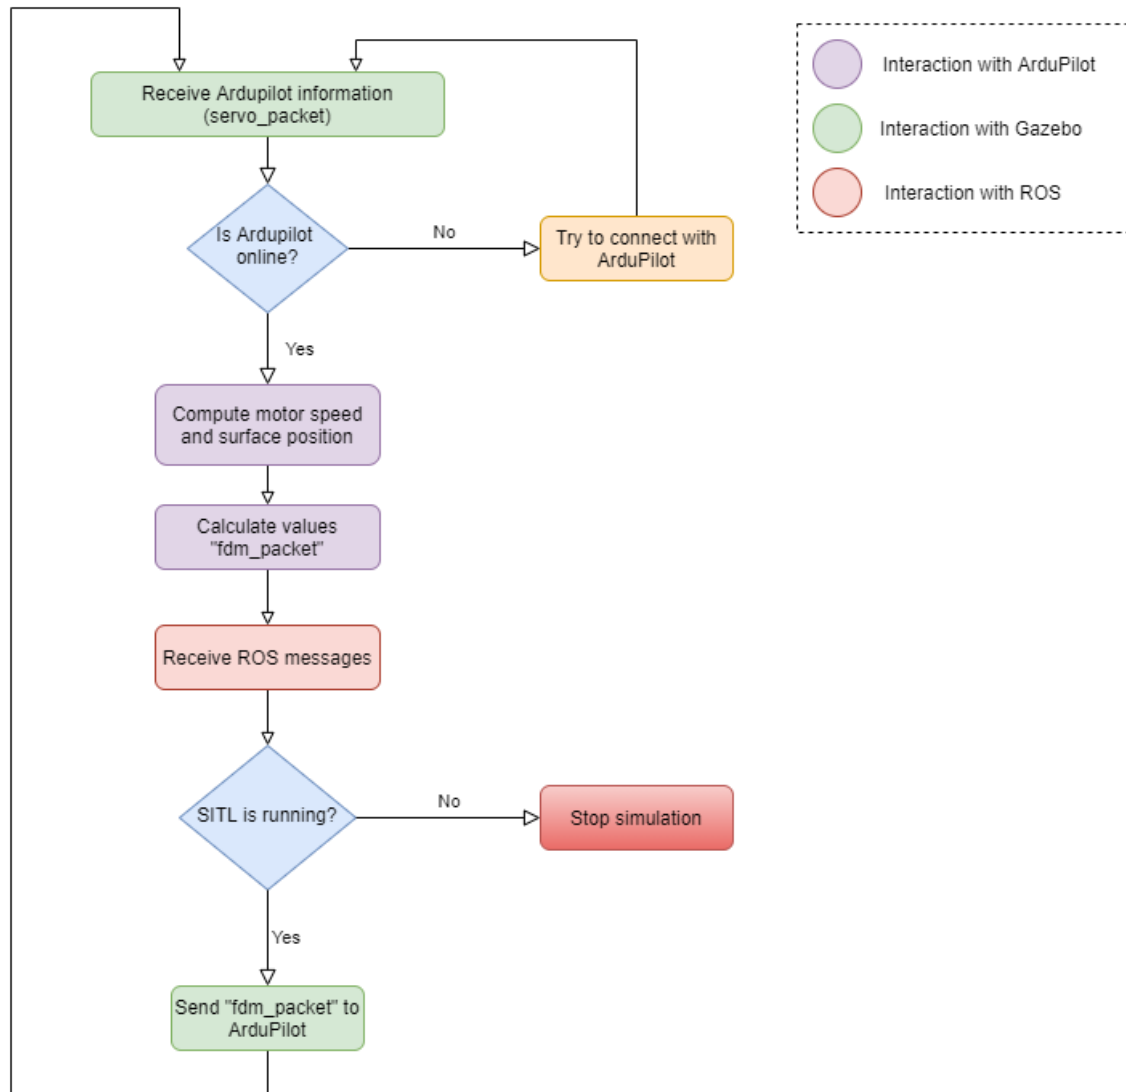 Receive Ardupilot information
(servo_packet)
Interaction with ArduPilot
Interaction with Gazebo
Interaction with ROS
Is Ardupilot
online?
No
Try to connect with
ArduPilot
Yes
Compute motor speed
and surface position
Calculate values
"fdm_packet"
Receive ROS messages
SITL is running?
No
Stop simulation
Yes
Send "fdm_packet" to
ArduPilot